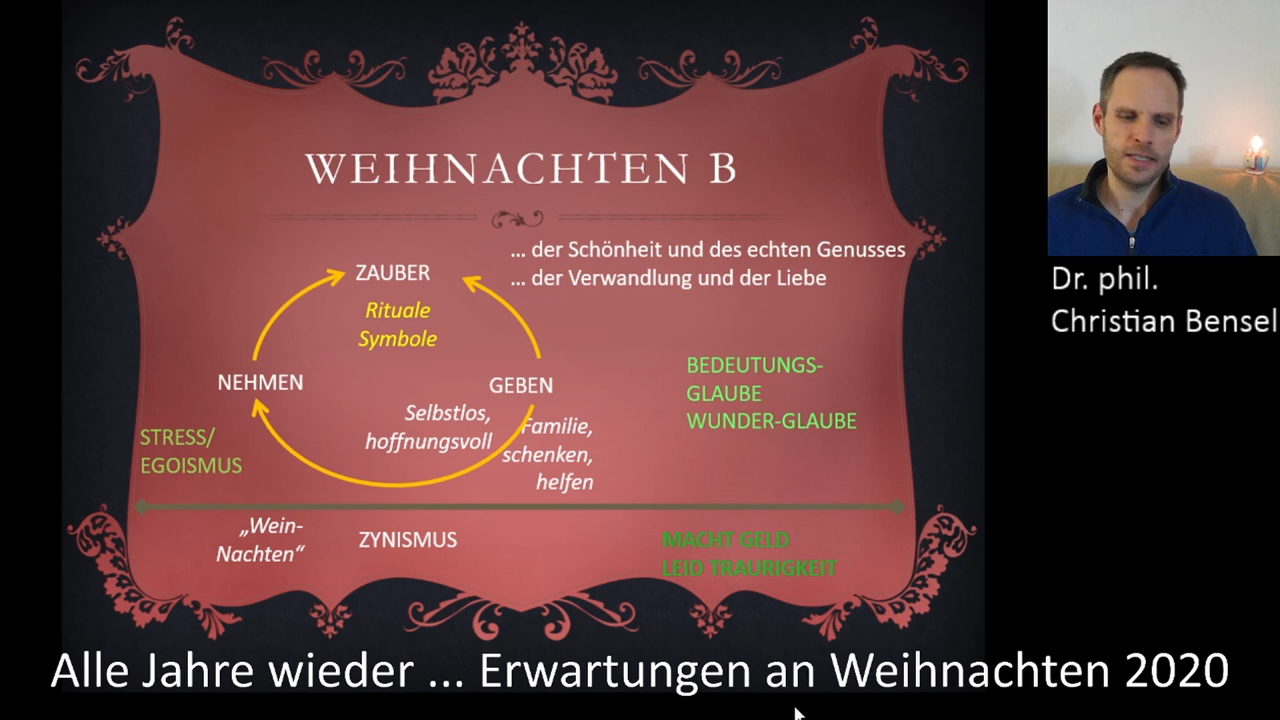 WEIHNACHTEN B
... der Schönheit und des echten Genusses
... der Verwandlung und der Liebe
ZAUBER
Rituale
Symbole
NEHMEN
GEBEN
Selbstlos,
hoffnungsvoll
Familie,
schenken,
helfen
BEDEUTUNGS-
GLAUBE
WUNDER-GLAUBE
STRESS/
EGOISMUS
„Wein-
Nachten“
ZYNISMUS
MACHT GELD
LEID TRAURIGKEIT
Dr. phil.
Christian Bensel
Alle Jahre wieder ... Erwartungen an Weihnachten 2020